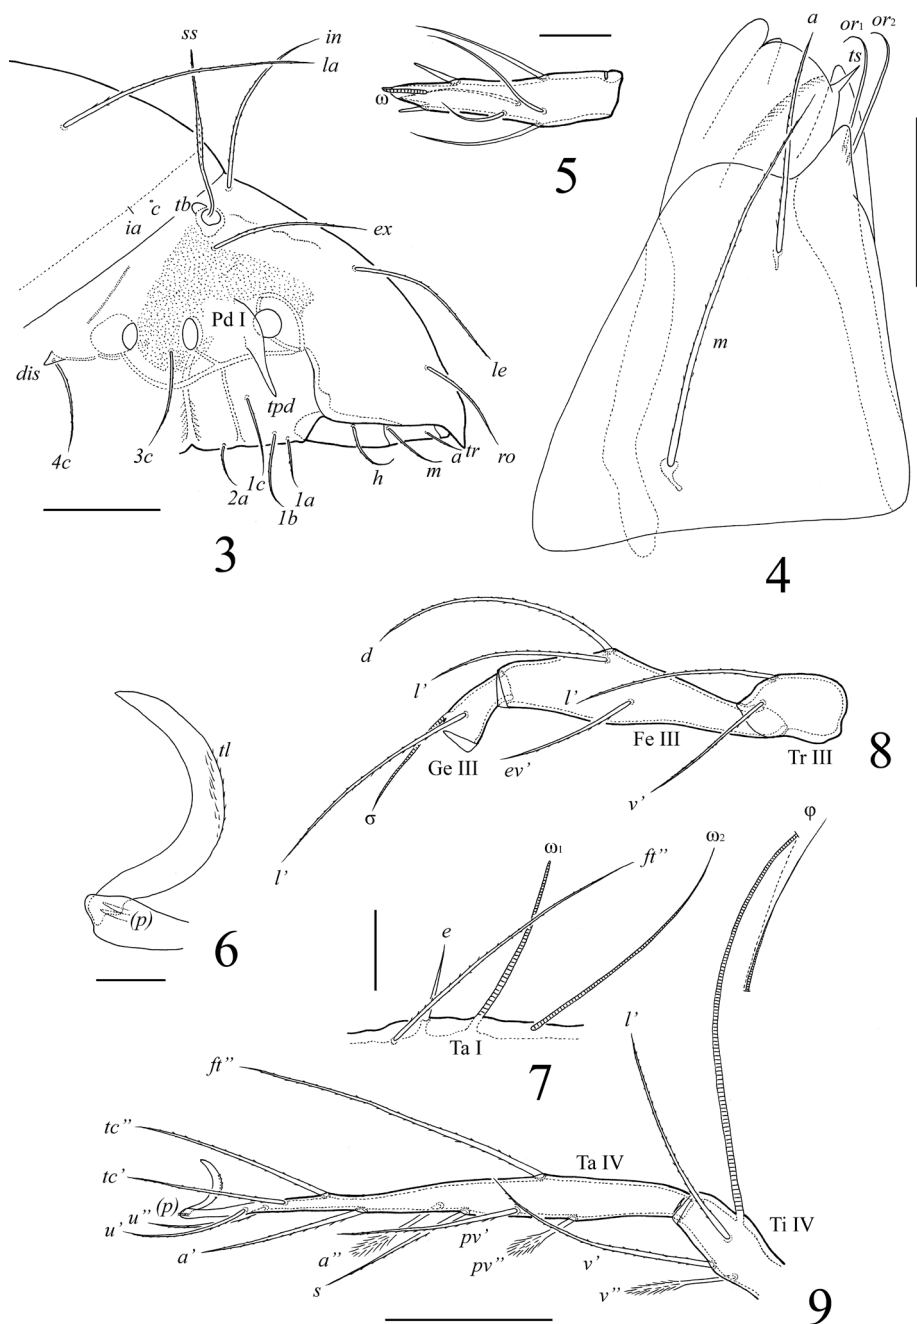 ss
in
la
c
ia
tb
ex
Pd I
le
dis
tpd
4c
3c
2a
1c
1b
1a
h
m
a
tr
ro
3
ω
5
a
or1
or2
ts
m
4
tl
(p)
6
d
l’
l’
Ge III
σ
l’
ev’
Fe III
v’
Tr III
8
e
ω1
ft”
ω2
Ta I
7
φ
l’
ft”
tc”
tc’
u’
u”
(p)
a’
a”
s
pv’
pv”
v’
v”
Ta IV
Ti IV
9